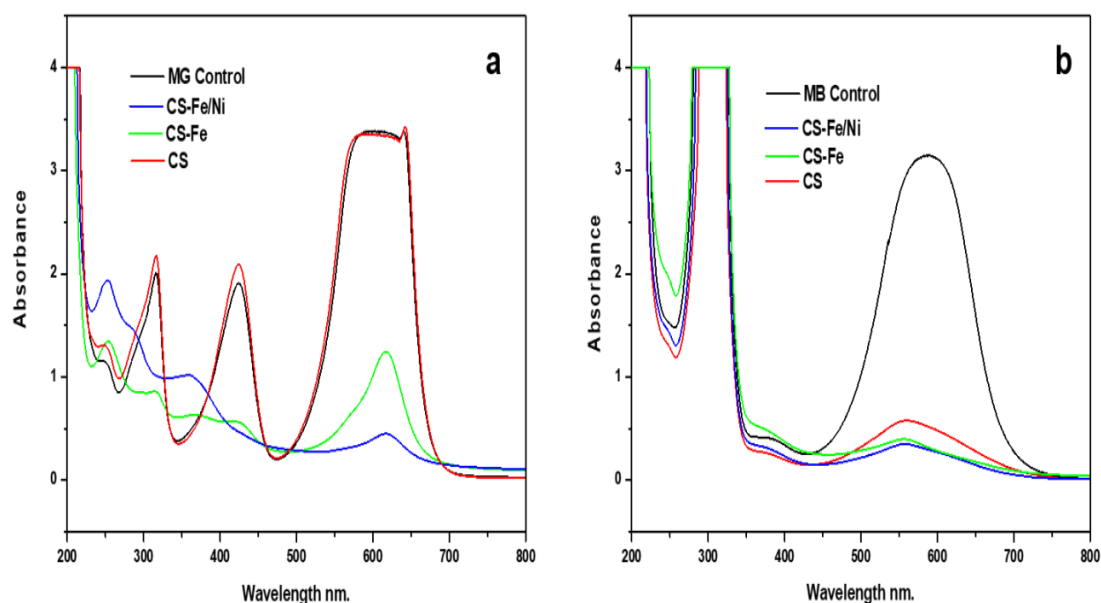 a
MG Control
CS-Fe/Ni
CS-Fe
CS
4
3
2
1
0
Absorbance
200 300 400 500 600 700 800
Wavelength nm.
b
MB Control
CS-Fe/Ni
CS-Fe
CS
4
3
2
1
0
Absorbance
200 300 400 500 600 700 800
Wavelength nm.